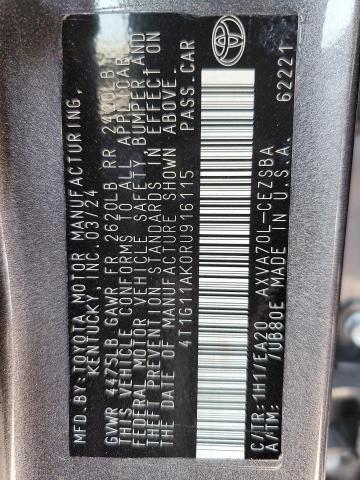 MFD. BY: TOYOTA MOTOR MANUFACTURING,
KENTUCKY, INC. 03/24
GVWR 4475LB GAWR FR 2620LB RR 2420LB
THIS VEHICLE CONFORMS TO ALL APPLICABLE
FEDERAL MOTOR VEHICLE SAFETY, BUMPER, AND
THEFT PREVENTION STANDARDS IN EFFECT ON
THE DATE OF MANUFACTURE SHOWN ABOVE.
4T1G11AK0RU916115 PASS. CAR
C/TR: 1H1/EA20 AXVA70L-CEZSBA
A/TM: /UB80E MADE IN U.S.A. 62221